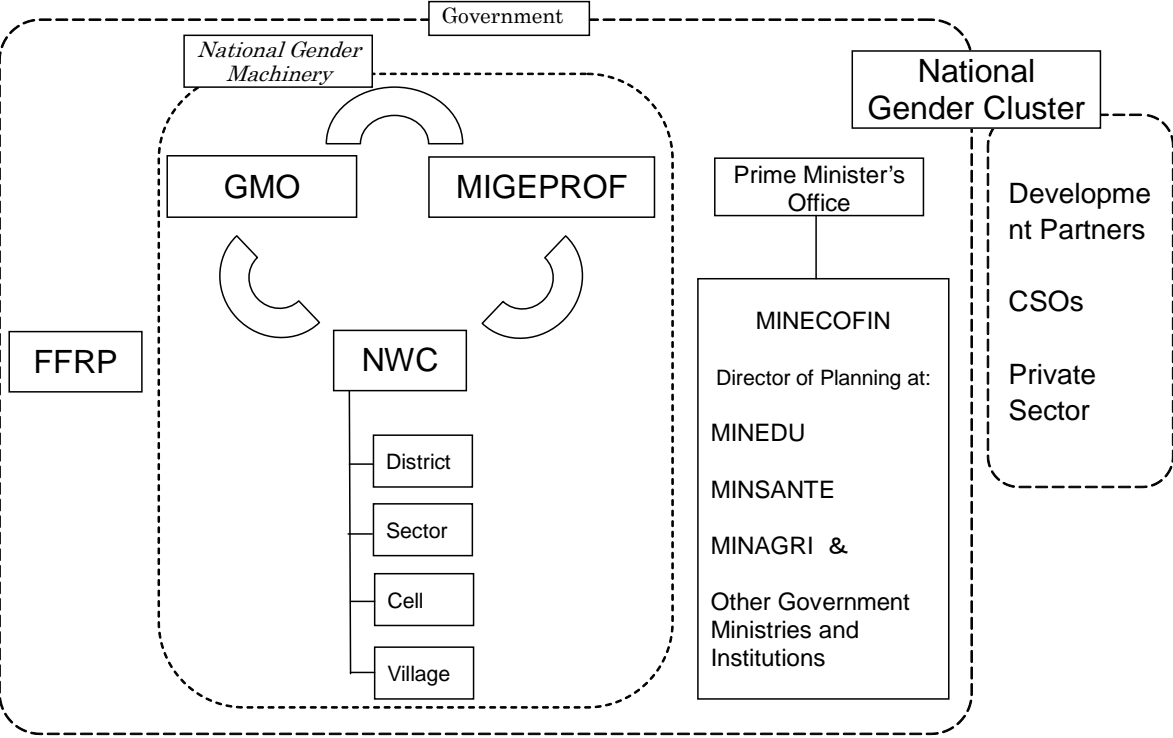 Government
National Gender
Machinery
National
Gender Cluster
GMO
MIGEPROF
Prime Minister’s
Office
Developme
nt Partners
CSOs
Private
Sector
FFRP
NWC
District
Sector
Cell
Village
MINECOFIN
Director of Planning at:
MINEDU
MINSANTE
MINAGRI &
Other Government
Ministries and
Institutions